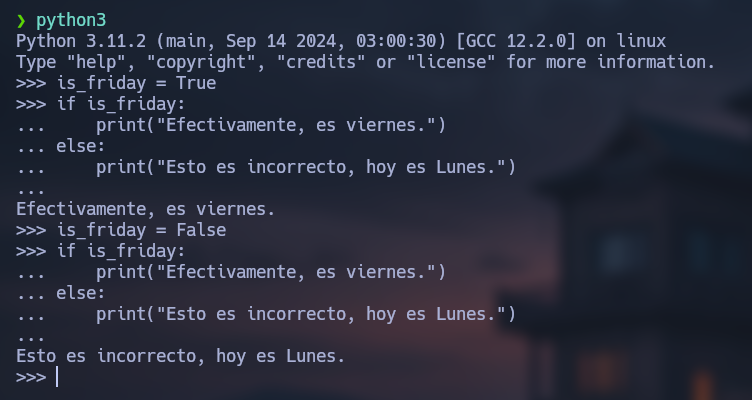 ❯ python3
Python 3.11.2 (main, Sep 14 2024, 03:00:30) [GCC 12.2.0] on linux
Type "help", "copyright", "credits" or "license" for more information.
>>> is_friday = True
>>> if is_friday:
...     print("Efectivamente, es viernes.")
... else:
...     print("Esto es incorrecto, hoy es Lunes.")
...
Efectivamente, es viernes.
>>> is_friday = False
>>> if is_friday:
...     print("Efectivamente, es viernes.")
... else:
...     print("Esto es incorrecto, hoy es Lunes.")
...
Esto es incorrecto, hoy es Lunes.
>>>